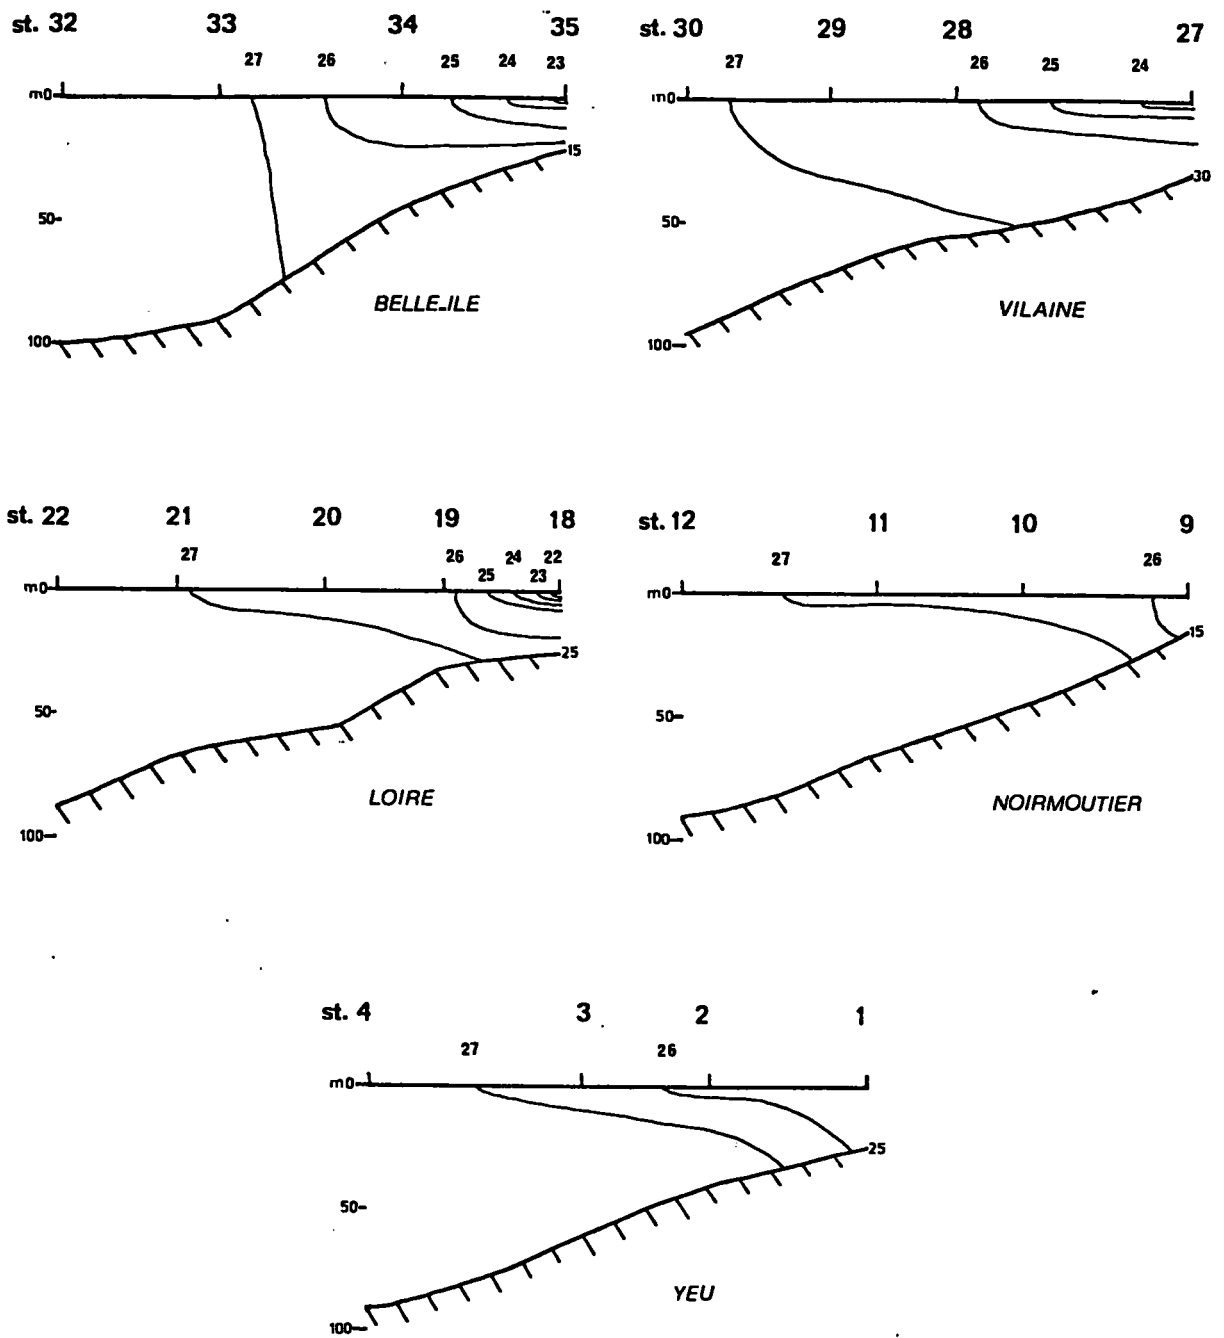 st. 32 33 34 35
27 26 25 24 23
m0
15
50
100
BELLE-ILE
st. 30 29 28 27
27 26 25 24
m0
30
50
100
VILAINE
st. 22 21 20 19 18
27 26 24 22
25 23
m0
25
50
100
LOIRE
st. 12 11 10 9
27 26
m0
15
50
100
NOIRMOUTIER
st. 4 3 2 1
27 26
m0
25
50
100
YEU